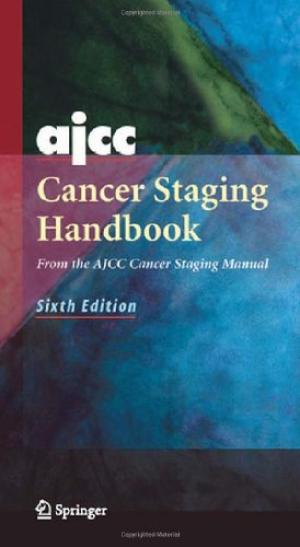 ajcc
Cancer Staging
Handbook
From the AJCC Cancer Staging Manual
Sixth Edition
Springer